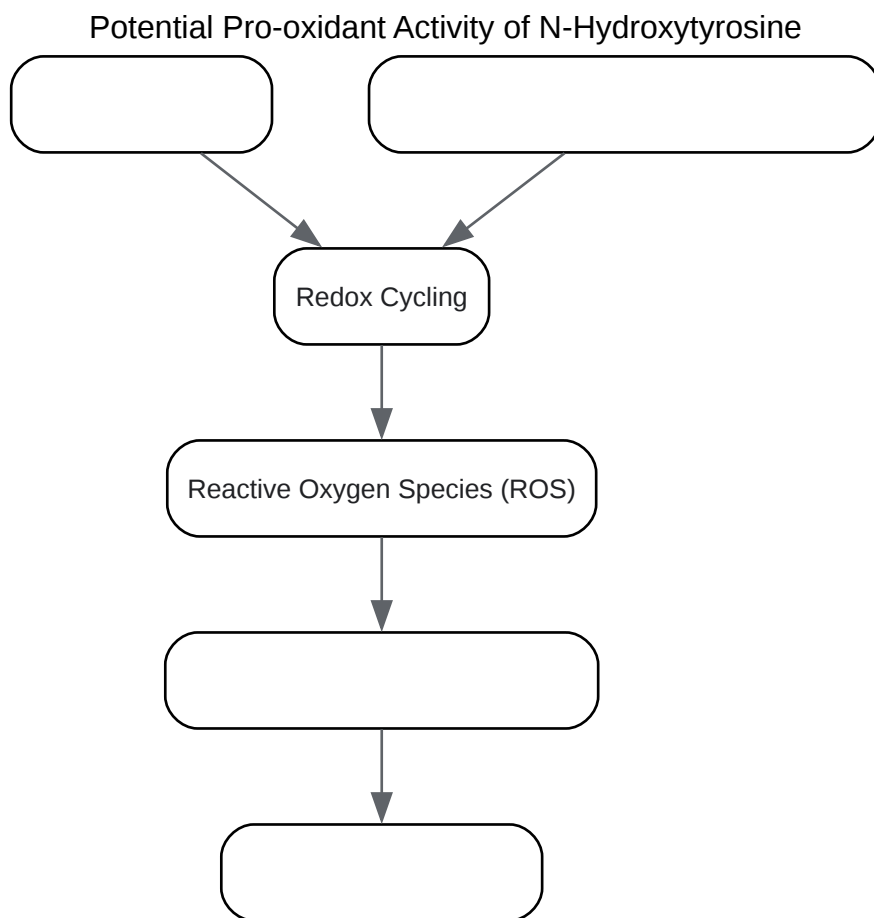 Potential Pro-oxidant Activity of N-Hydroxytyrosine
Redox Cycling
Reactive Oxygen Species (ROS)